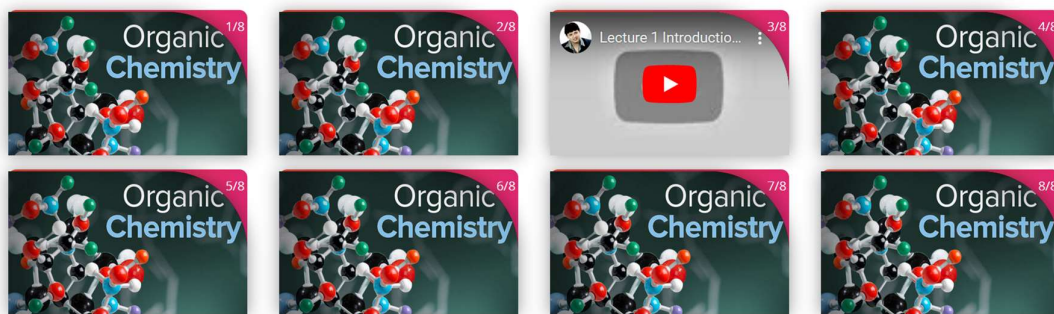 1/8
Organic
Chemistry
2/8
Organic
Chemistry
3/8
Lecture 1 Introductio...
4/8
Organic
Chemistry
5/8
Organic
Chemistry
6/8
Organic
Chemistry
7/8
Organic
Chemistry
8/8
Organic
Chemistry